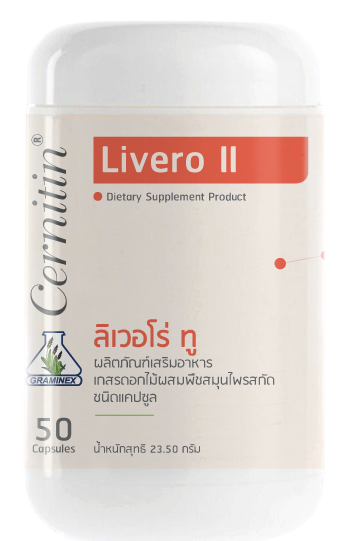 Livero II
Dietary Supplement Product
Cernitin®
ลิเวอโร่ ทู
ผลิตภัณฑ์เสริมอาหาร
เกสรดอกไม้ผสมพืชสมุนไพรสกัด
ชนิดแคปซูล
GRAMINEX
50
Capsules
น้ำหนักสุทธิ 23.50 กรัม